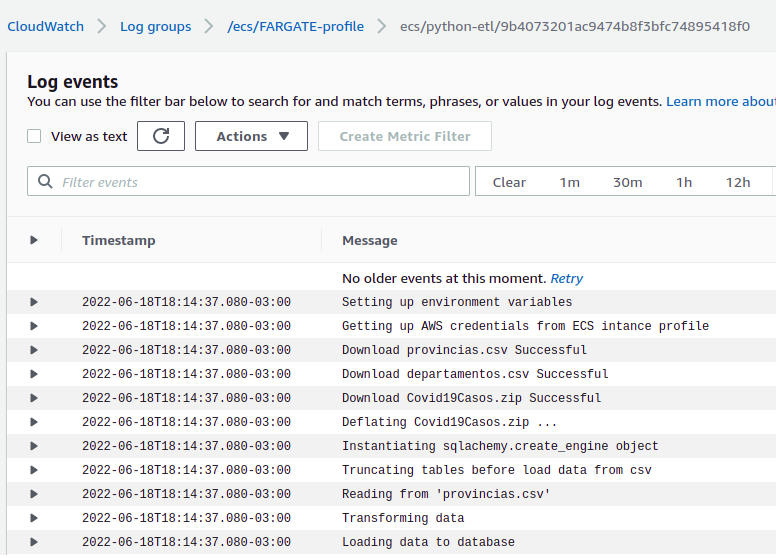 CloudWatch > Log groups > /ecs/FARGATE-profile > ecs/python-etl/9b4073201ac9474b8f3bfc74895418f0
Log events
You can use the filter bar below to search for and match terms, phrases, or values in your log events. Learn more about
View as text Actions Create Metric Filter
Filter events Clear 1m 30m 1h 12h
Timestamp Message
No older events at this moment. Retry
2022-06-18T18:14:37.080-03:00 Setting up environment variables
2022-06-18T18:14:37.080-03:00 Getting up AWS credentials from ECS intance profile
2022-06-18T18:14:37.080-03:00 Download provincias.csv Successful
2022-06-18T18:14:37.080-03:00 Download departamentos.csv Successful
2022-06-18T18:14:37.080-03:00 Download Covid19Casos.zip Successful
2022-06-18T18:14:37.080-03:00 Deflating Covid19Casos.zip ...
2022-06-18T18:14:37.080-03:00 Instantiating sqlachemy.create_engine object
2022-06-18T18:14:37.080-03:00 Truncating tables before load data from csv
2022-06-18T18:14:37.080-03:00 Reading from 'provincias.csv'
2022-06-18T18:14:37.080-03:00 Transforming data
2022-06-18T18:14:37.080-03:00 Loading data to database